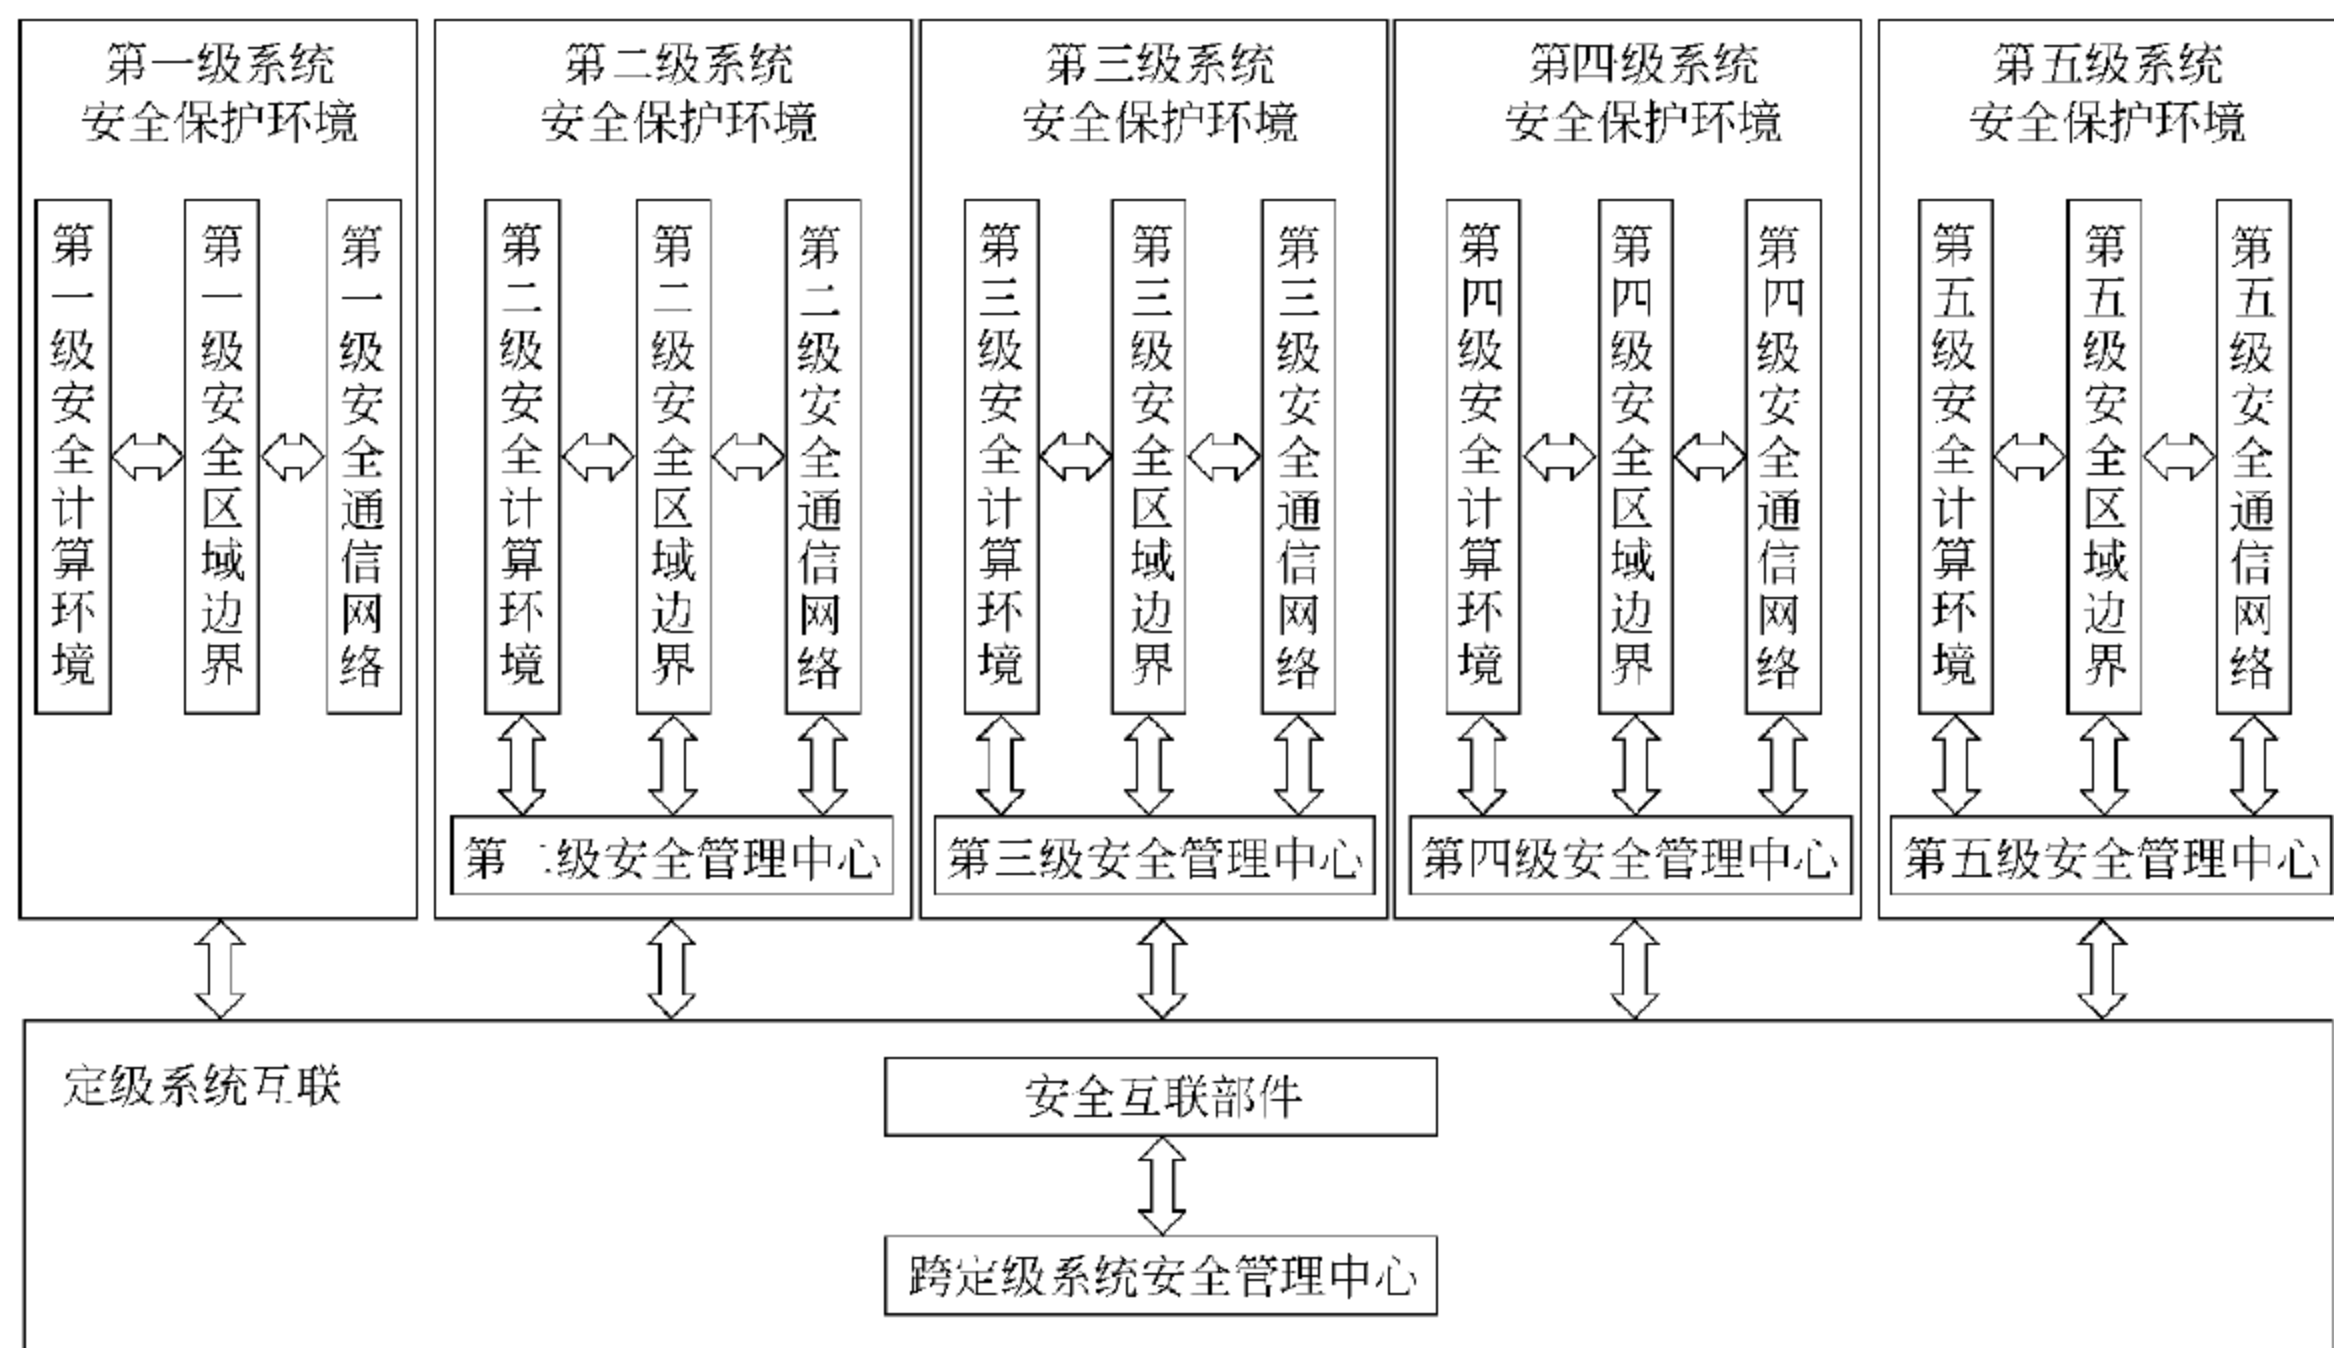 第一级系统
安全保护环境
第一级安全计算环境
第一级安全区域边界
第一级安全通信网络
第二级系统
安全保护环境
第二级安全计算环境
第二级安全区域边界
第二级安全通信网络
第二级安全管理中心
第三级系统
安全保护环境
第三级安全计算环境
第三级安全区域边界
第三级安全通信网络
第三级安全管理中心
第四级系统
安全保护环境
第四级安全计算环境
第四级安全区域边界
第四级安全通信网络
第四级安全管理中心
第五级系统
安全保护环境
第五级安全计算环境
第五级安全区域边界
第五级安全通信网络
第五级安全管理中心
定级系统互联
安全互联部件
跨定级系统安全管理中心